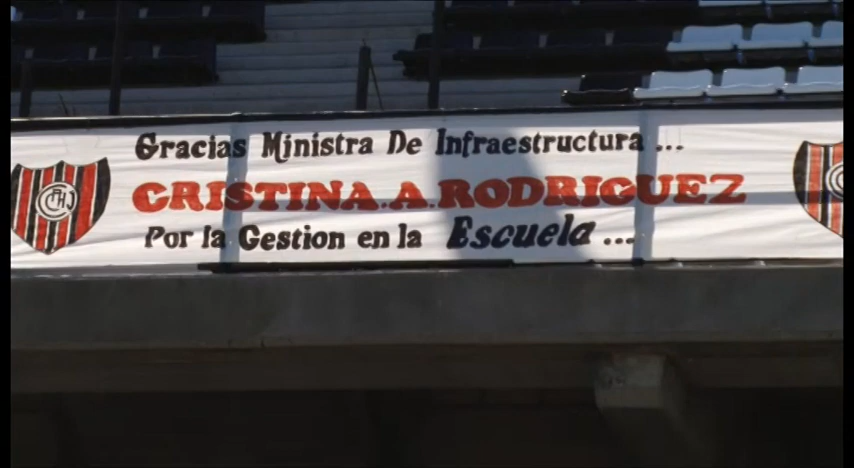 Gracias Ministra De Infraestructura ...
CRISTINA.A.RODRIGUEZ
Por la Gestion en la Escuela ...